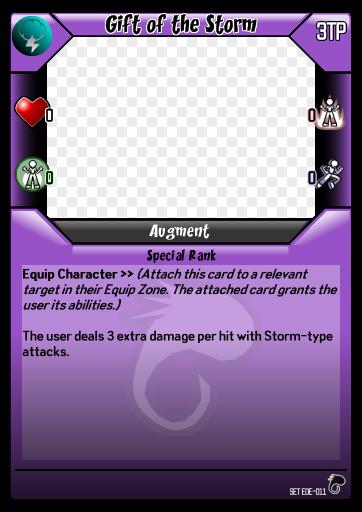 Gift of the Storm
3TP
0
0
0
0
Augment
Special Rank
Equip Character >> (Attach this card to a relevant
target in their Equip Zone. The attached card grants the
user its abilities.)
The user deals 3 extra damage per hit with Storm-type
attacks.
SET EOE-011